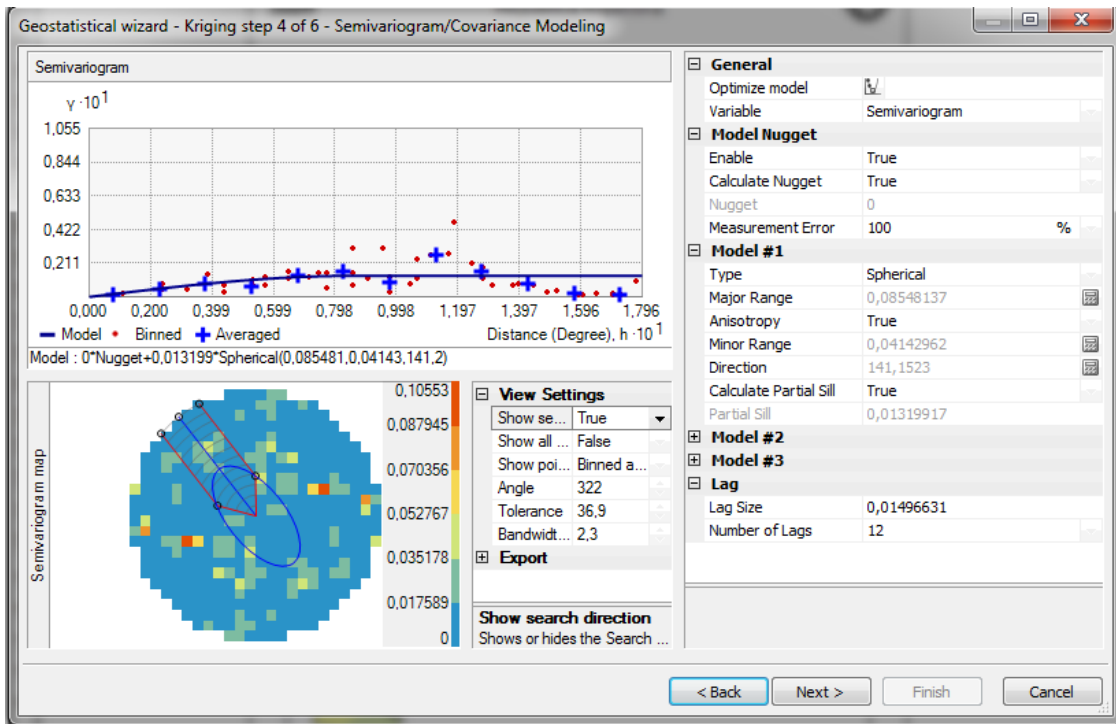 Geostatistical wizard - Kriging step 4 of 6 - Semivariogram/Covariance Modeling
Semivariogram
γ ·10 1
1,055
0,844
0,633
0,422
0,211
0,000 0,200 0,399 0,599 0,798 0,998 1,197 1,397 1,596 1,796
Model Binned Averaged Distance (Degree), h ·10 1
Model : 0*Nugget+0,013199*Spherical(0,085481,0,04143,141,2)
Semivariogram map
0,10553
0,087945
0,070356
0,052767
0,035178
0,017589
0
View Settings
Show se... True
Show all ... False
Show poi... Binned a...
Angle 322
Tolerance 36,9
Bandwidt... 2,3
Export
Show search direction
Shows or hides the Search ...
General
Optimize model
Variable Semivariogram
Model Nugget
Enable True
Calculate Nugget True
Nugget 0
Measurement Error 100 %
Model #1
Type Spherical
Major Range 0,08548137
Anisotropy True
Minor Range 0,04142962
Direction 141,1523
Calculate Partial Sill True
Partial Sill 0,01319917
Model #2
Model #3
Lag
Lag Size 0,01496631
Number of Lags 12
< Back Next > Finish Cancel